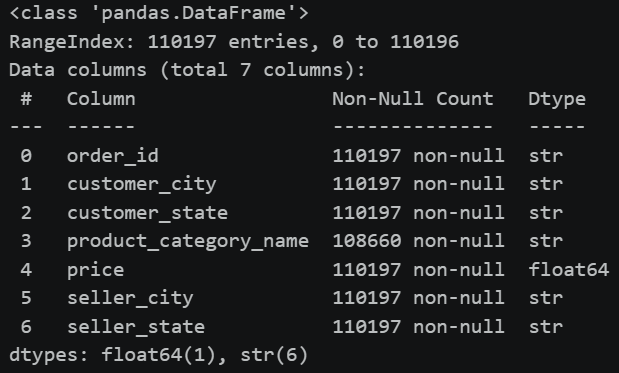 <class 'pandas.DataFrame'>
RangeIndex: 110197 entries, 0 to 110196
Data columns (total 7 columns):
 #   Column                 Non-Null Count   Dtype
---  ------                 --------------   -----
 0   order_id               110197 non-null  str
 1   customer_city          110197 non-null  str
 2   customer_state         110197 non-null  str
 3   product_category_name  108660 non-null  str
 4   price                  110197 non-null  float64
 5   seller_city            110197 non-null  str
 6   seller_state           110197 non-null  str
dtypes: float64(1), str(6)